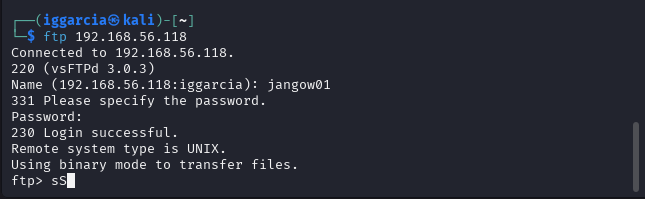 ┌──(iggarcia㉿kali)-[~]
└─$ ftp 192.168.56.118
Connected to 192.168.56.118.
220 (vsFTPd 3.0.3)
Name (192.168.56.118:iggarcia): jangow01
331 Please specify the password.
Password:
230 Login successful.
Remote system type is UNIX.
Using binary mode to transfer files.
ftp> sS